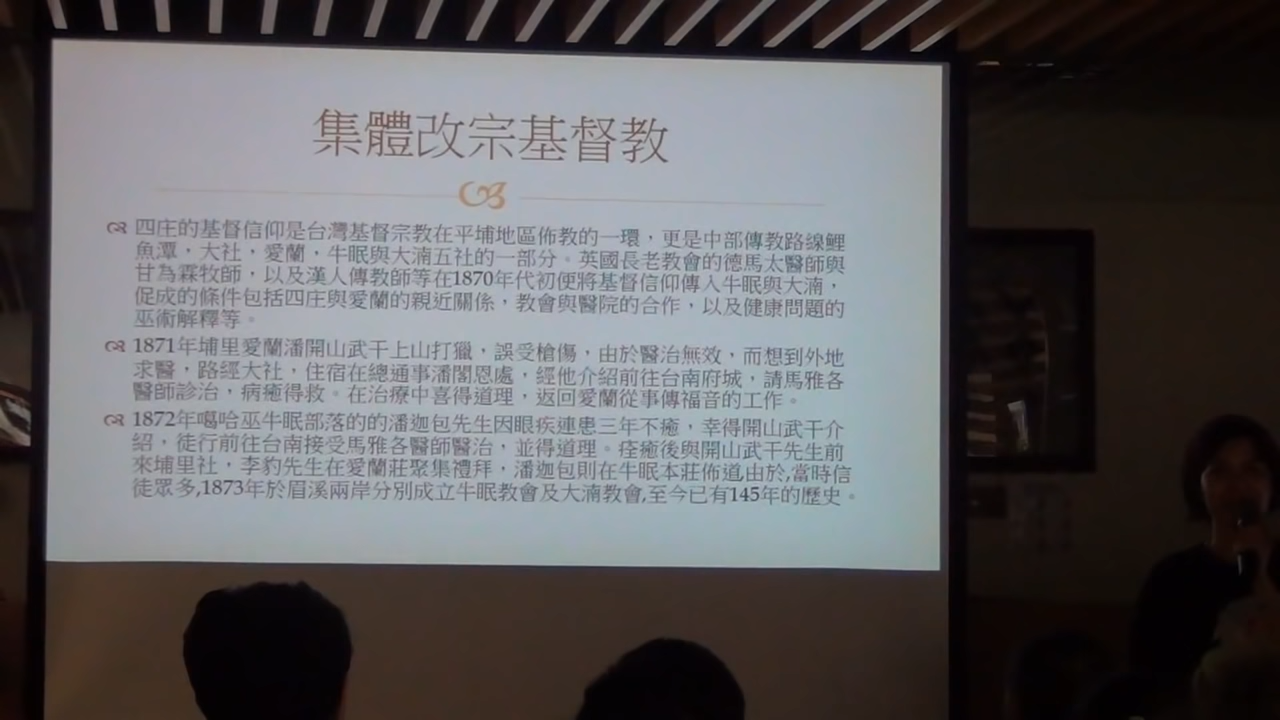 集體改宗基督教
四庄的基督信仰是台灣基督宗教在平埔地區佈教的一環，更是中部傳教路線鯉
魚潭，大社，愛蘭，牛眠與大湳五社的一部分。英國長老教會的德馬太醫師與
甘為霖牧師，以及漢人傳教師等在1870年代初便將基督信仰傳入牛眠與大湳，
促成的條件包括四庄與愛蘭的親近關係，教會與醫院的合作，以及健康問題的
巫術解釋等。
1871年埔里愛蘭潘開山武干上山打獵，誤受槍傷，由於醫治無效，而想到外地
求醫，路經大社，住宿在總通事潘閣恩處，經他介紹前往台南府城，請馬雅各
醫師診治，病癒得救。在治療中喜得道理，返回愛蘭從事傳福音的工作。
1872年噶哈巫牛眠部落的的潘迦包先生因眼疾連患三年不癒，幸得開山武干介
紹，徒行前往台南接受馬雅各醫師醫治，並得道理。痊癒後與開山武干先生前
來埔里社，李豹先生在愛蘭莊聚集禮拜，潘迦包則在牛眠本莊佈道,由於,當時信
徒眾多,1873年於眉溪兩岸分別成立牛眠教會及大湳教會,至今已有145年的歷史。